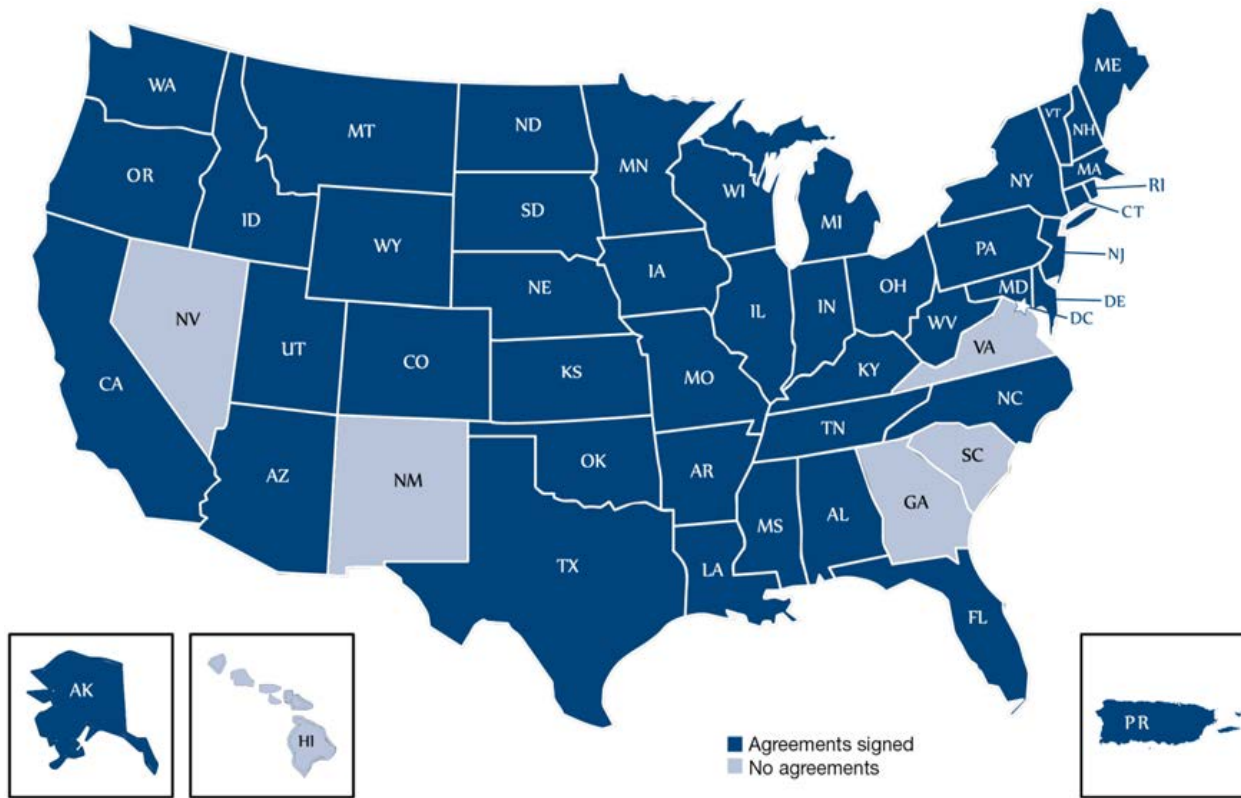 WA
MT
ND
MN
ME
VT
NH
OR
ID
SD
WI
MI
NY
MA
RI
CT
WY
IA
PA
NJ
NE
IL
IN
OH
MD
DE
DC
NV
UT
CO
KS
MO
WV
VA
KY
CA
NC
TN
AZ
NM
OK
AR
SC
GA
MS
AL
TX
LA
FL
AK
HI
PR
Agreements signed
No agreements